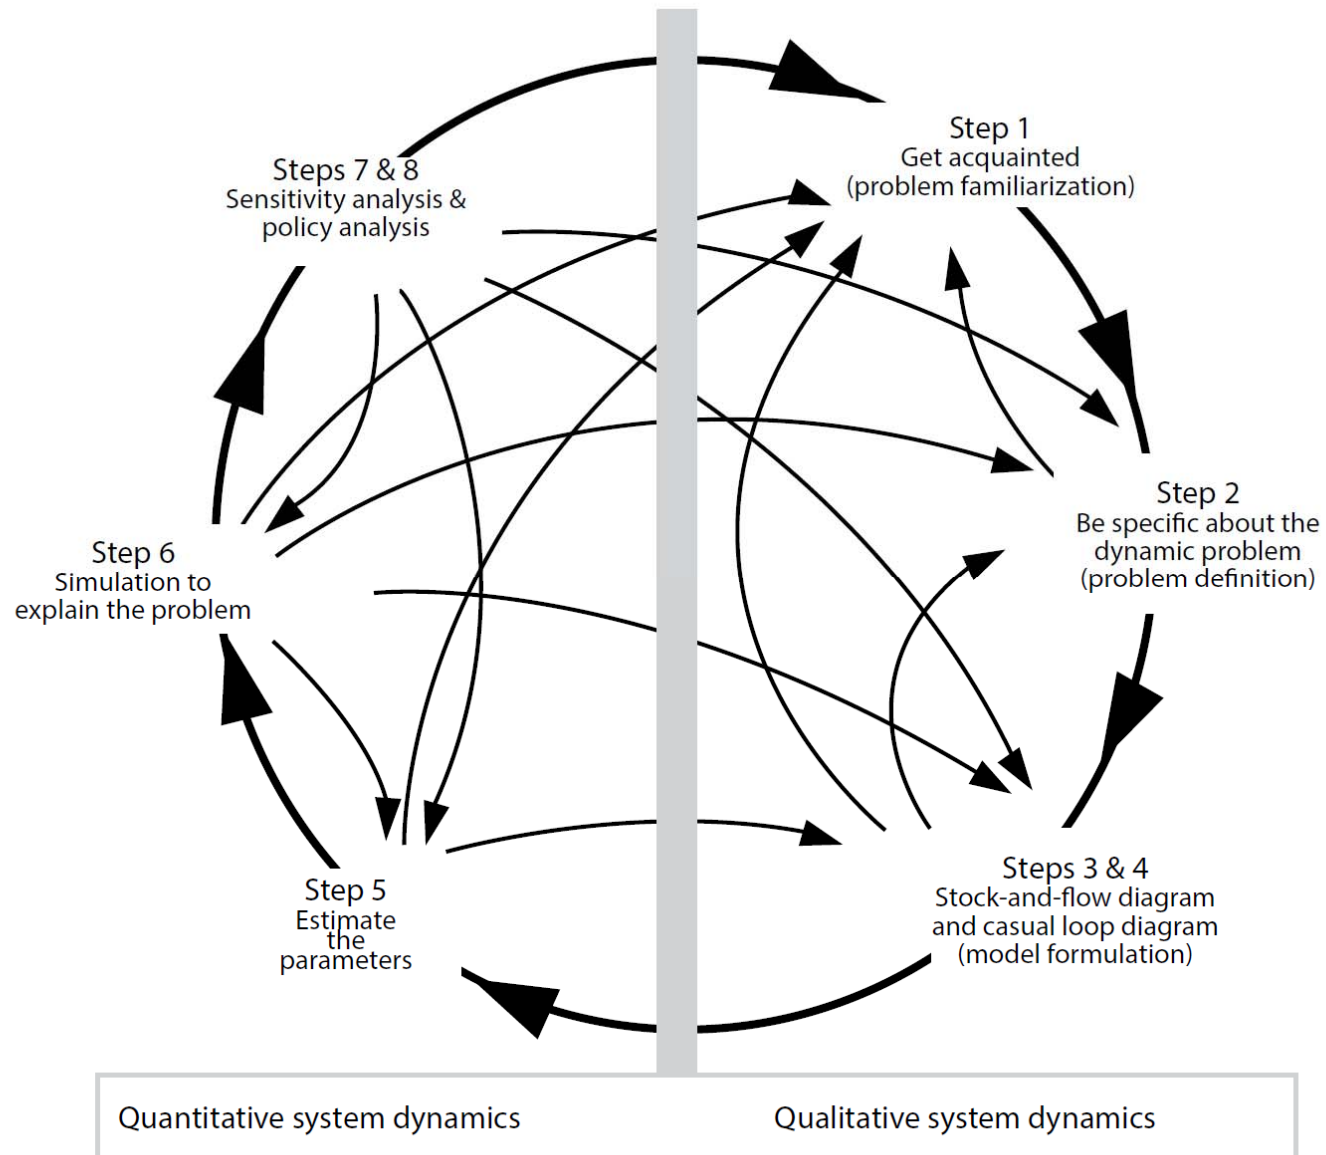 Step 1
Get acquainted
(problem familiarization)
Steps 7 & 8
Sensitivity analysis &
policy analysis
Step 2
Be specific about the
dynamic problem
(problem definition)
Step 6
Simulation to
explain the problem
Steps 3 & 4
Stock-and-flow diagram
and casual loop diagram
(model formulation)
Step 5
Estimate
the
parameters
Quantitative system dynamics
Qualitative system dynamics